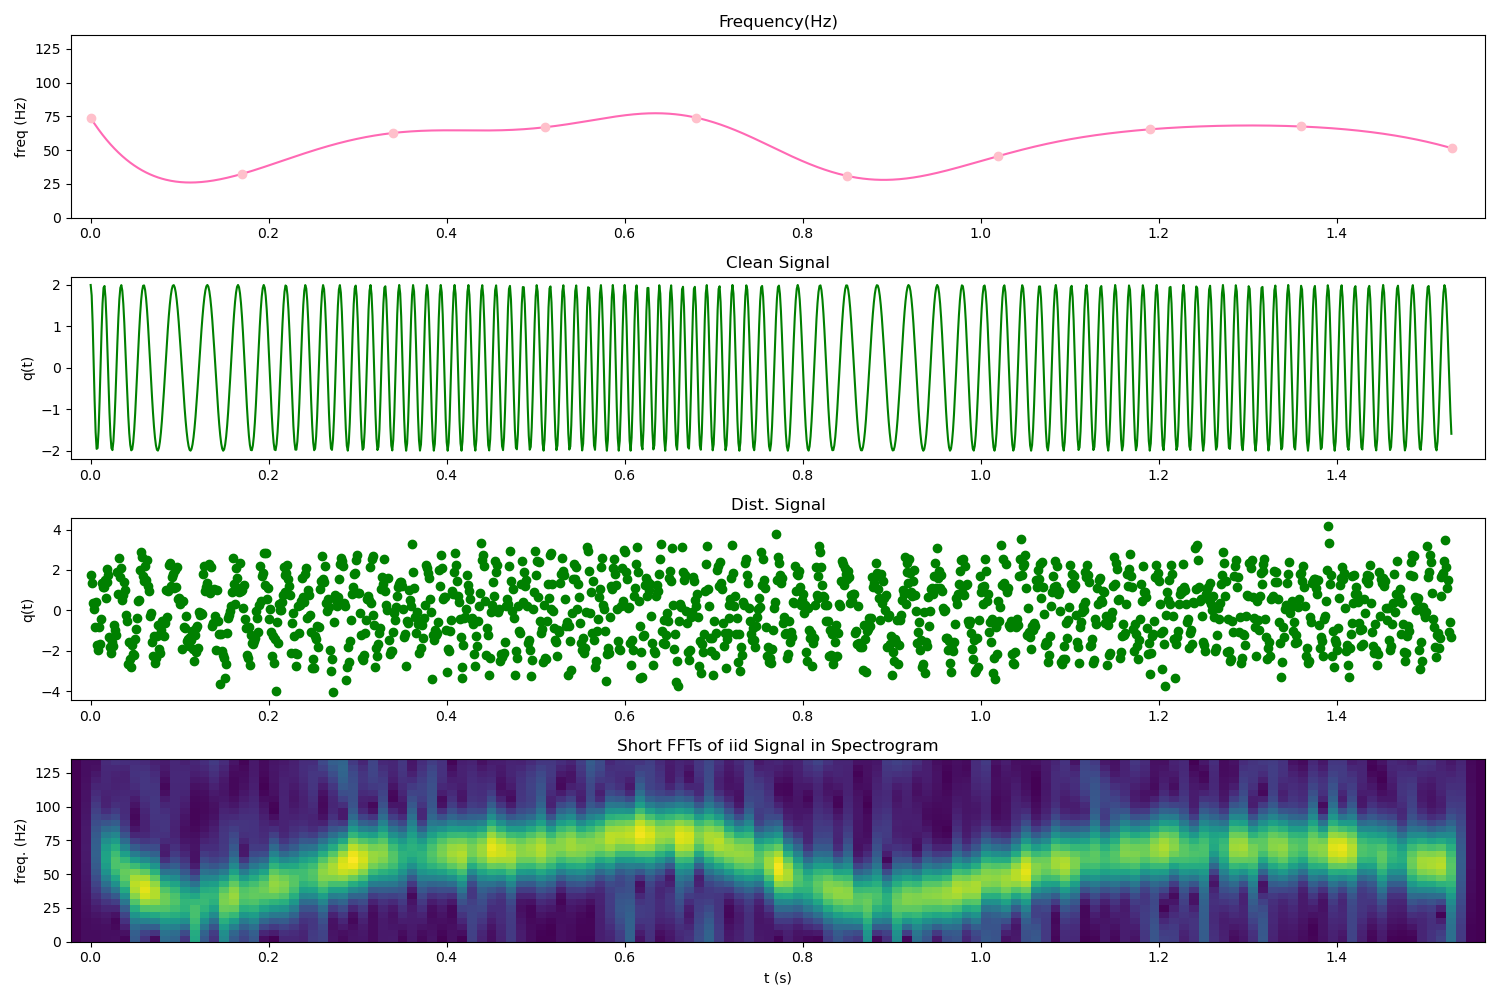 Frequency(Hz)
freq (Hz)
125
100
75
50
25
0
0.0 0.2 0.4 0.6 0.8 1.0 1.2 1.4
Clean Signal
q(t)
2
1
0
−1
−2
0.0 0.2 0.4 0.6 0.8 1.0 1.2 1.4
Dist. Signal
q(t)
4
2
0
−2
−4
0.0 0.2 0.4 0.6 0.8 1.0 1.2 1.4
Short FFTs of iid Signal in Spectrogram
freq. (Hz)
125
100
75
50
25
0
0.0 0.2 0.4 0.6 0.8 1.0 1.2 1.4
t (s)